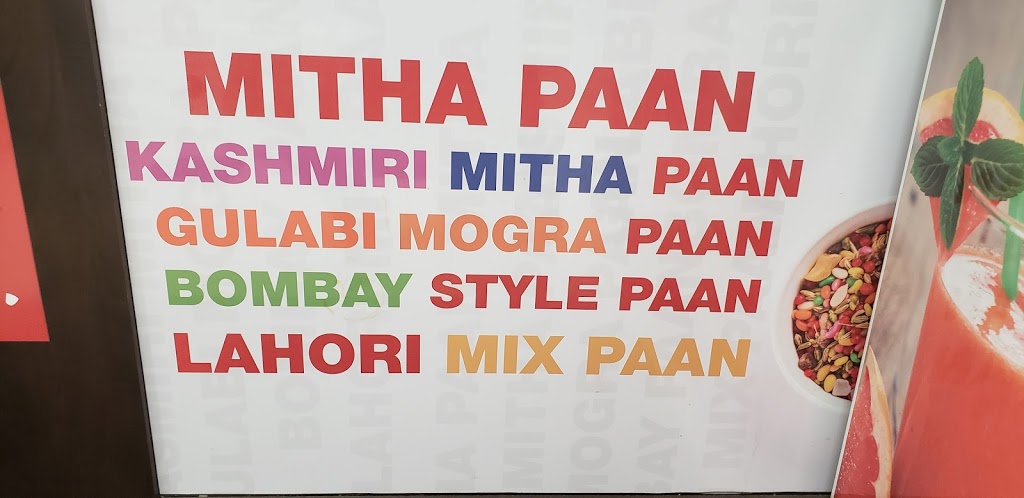 MITHA PAAN
KASHMIRI MITHA PAAN
GULABI MOGRA PAAN
BOMBAY STYLE PAAN
LAHORI MIX PAAN